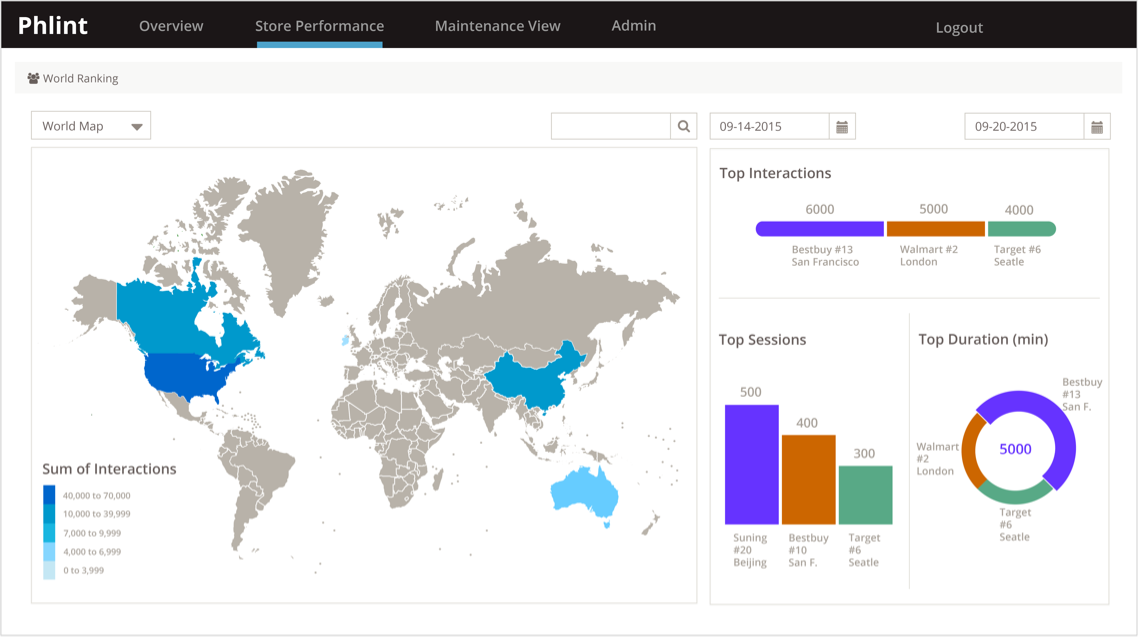 Phlint
Overview
Store Performance
Maintenance View
Admin
Logout
World Ranking
World Map
09-14-2015
09-20-2015
Sum of Interactions
40,000 to 70,000
10,000 to 39,999
7,000 to 9,999
4,000 to 6,999
0 to 3,999
Top Interactions
6000
5000
4000
Bestbuy #13
San Francisco
Walmart #2
London
Target #6
Seatle
Top Sessions
500
400
300
Suning
#20
Beijing
Bestbuy
#10
San F.
Target
#6
Seatle
Top Duration (min)
Bestbuy
#13
San F.
Walmart
#2
London
5000
Target
#6
Seatle